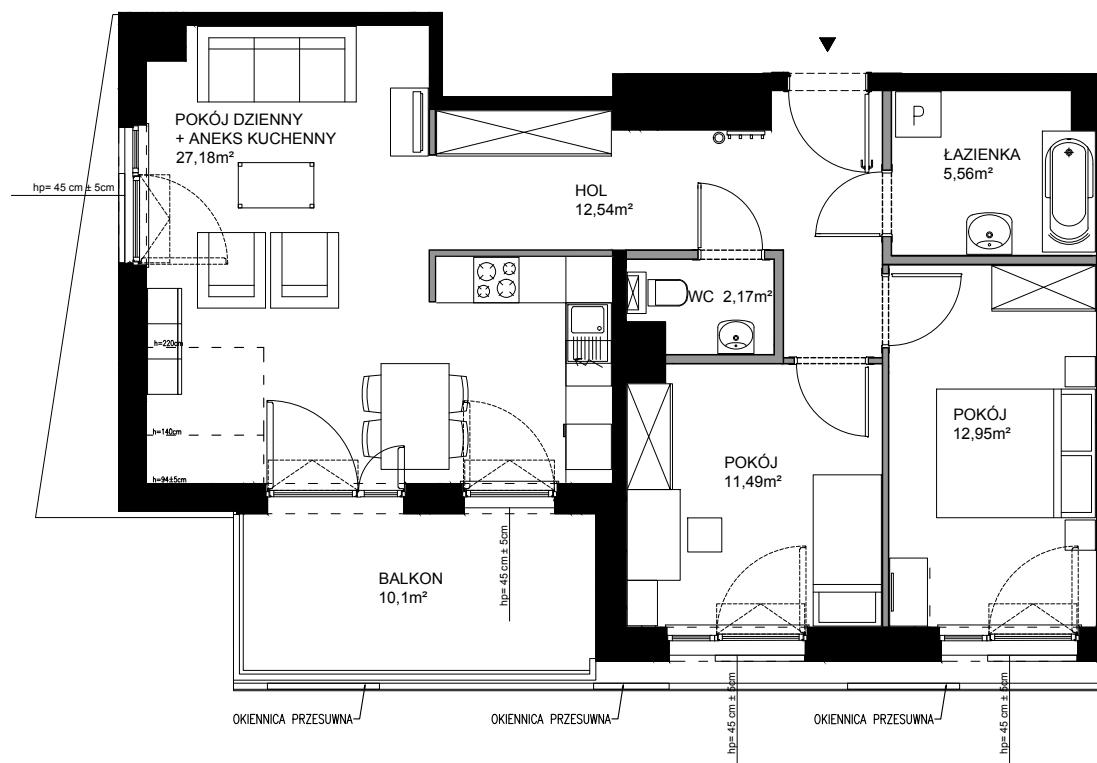 POKÓJ DZIENNY
+ ANEKS KUCHENNY
27,18m²
P
ŁAZIENKA
5,56m²
hp= 45 cm ± 5cm
HOL
12,54m²
WC 2,17m²
h=220cm
h=140cm
h=94±5cm
POKÓJ
12,95m²
POKÓJ
11,49m²
BALKON
10,1m²
hp= 45 cm ± 5cm
hp= 45 cm ± 5cm
hp= 45 cm ± 5cm
OKIENNICA PRZESUWNA
OKIENNICA PRZESUWNA
OKIENNICA PRZESUWNA